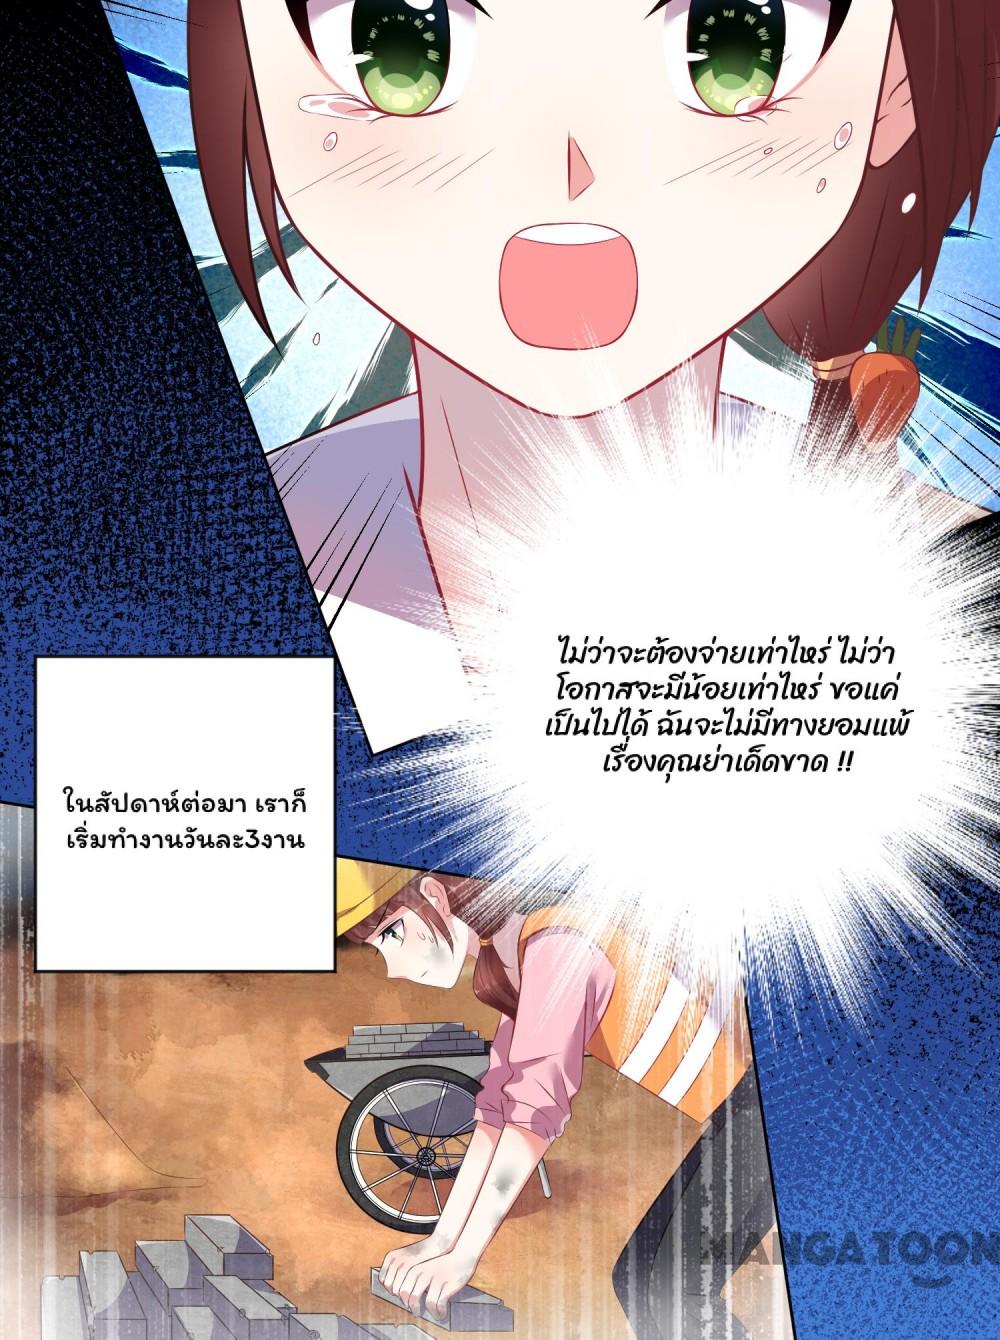 ไม่ว่าจะต้องจ่ายเท่าไหร่ ไม่ว่า
โอกาสจะมีน้อยเท่าไหร่ ขอแค่
เป็นไปได้ ฉันจะไม่มีทางยอมแพ้
เรื่องคุณย่าเด็ดขาด !!
ในสัปดาห์ต่อมา เราก็
เริ่มทำงานวันละ3งาน
MANGATOON